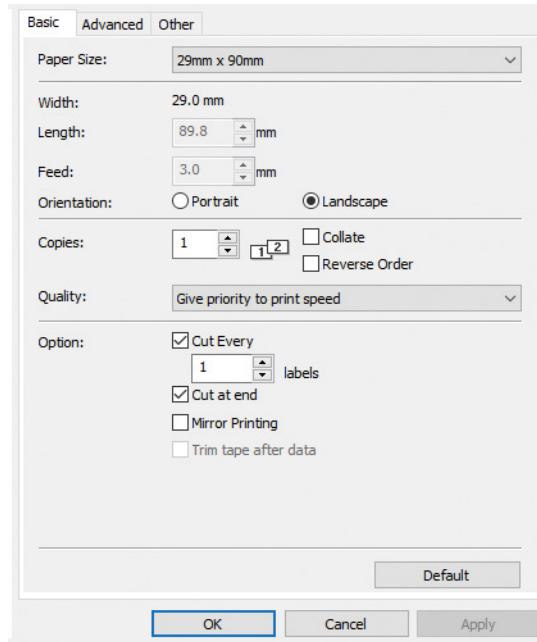 Basic Advanced Other
Paper Size: 29mm x 90mm
Width: 29.0 mm
Length: 89.8 mm
Feed: 3.0 mm
Orientation: Portrait Landscape
Copies: 1 1 2 Collate
Reverse Order
Quality: Give priority to print speed
Option: Cut Every
1 labels
Cut at end
Mirror Printing
Trim tape after data
Default
OK Cancel Apply